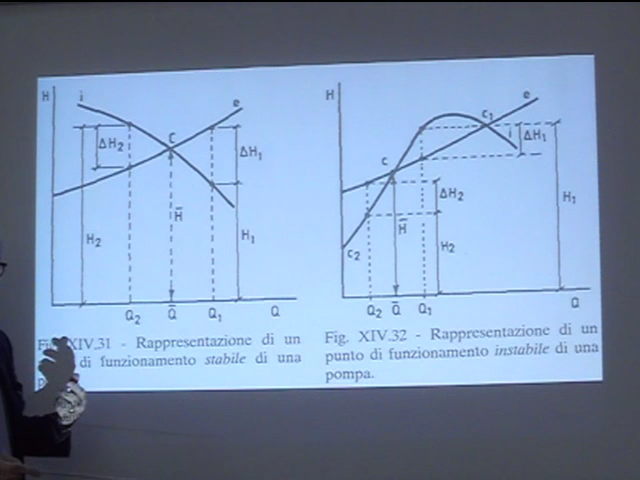 H
i
e
C
ΔH₂
ΔH₁
H̄
H₂
H₁
Q₂
Q̄
Q₁
Q
Fig. XIV.31 - Rappresentazione di un
di funzionamento stabile di una
p
H
e
c₁
i
ΔH₁
c
ΔH₂
H₁
H̄
H₂
c₂
Q₂
Q̄
Q₁
Q
Fig. XIV.32 - Rappresentazione di un
punto di funzionamento instabile di una
pompa.